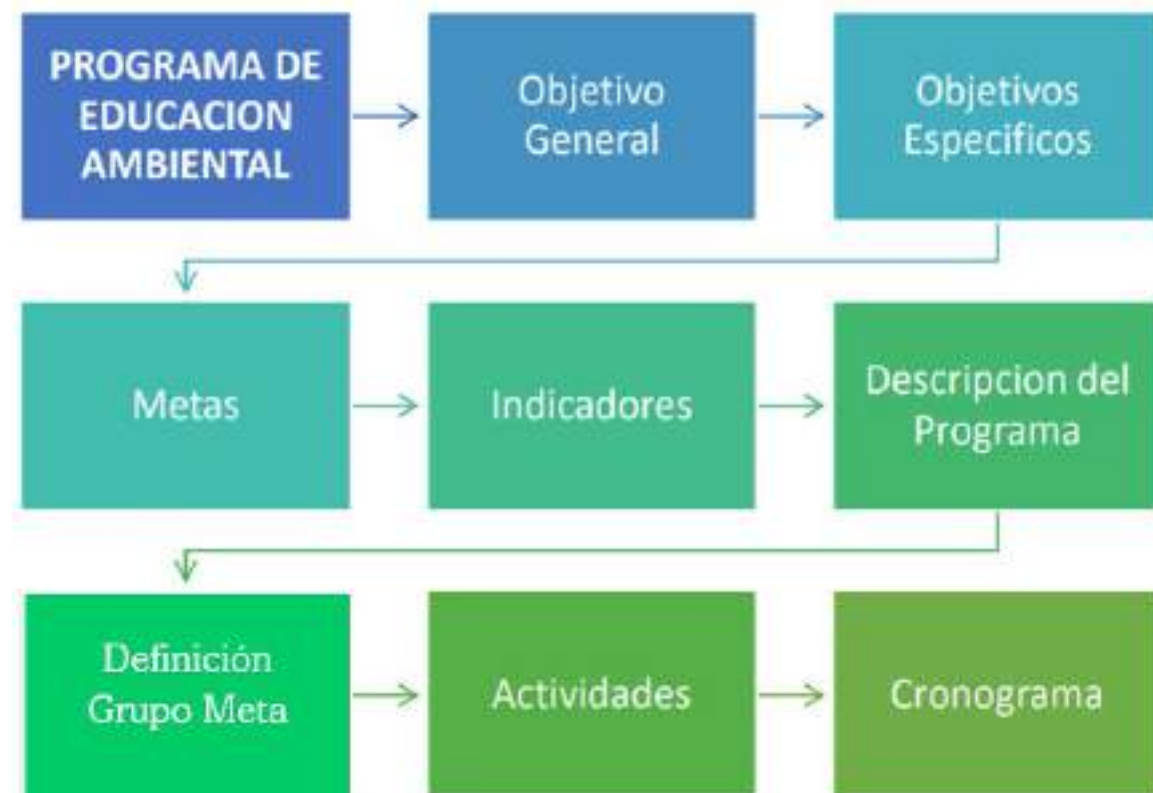 PROGRAMA DE
EDUCACION
AMBIENTAL
Objetivo
General
Objetivos
Especificos
Metas
Indicadores
Descripcion del
Programa
Definición
Grupo Meta
Actividades
Cronograma